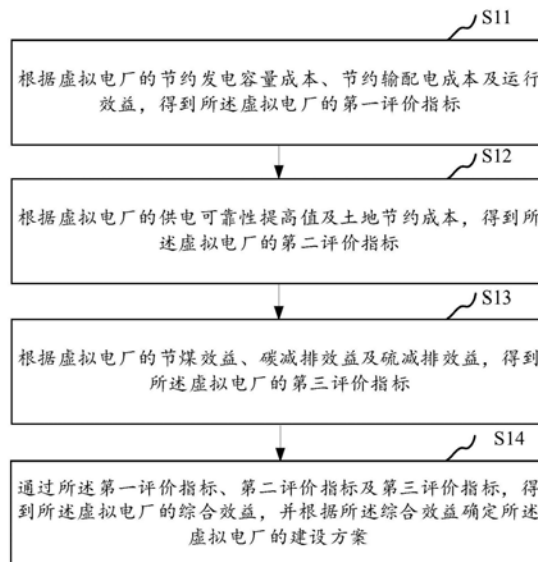 S11
根据虚拟电厂的节约发电容量成本、节约输配电成本及运行
效益，得到所述虚拟电厂的第一评价指标
S12
根据虚拟电厂的供电可靠性提高值及土地节约成本，得到所
述虚拟电厂的第二评价指标
S13
根据虚拟电厂的节煤效益、碳减排效益及硫减排效益，得到
所述虚拟电厂的第三评价指标
S14
通过所述第一评价指标、第二评价指标及第三评价指标，得
到所述虚拟电厂的综合效益，并根据所述综合效益确定所述
虚拟电厂的建设方案